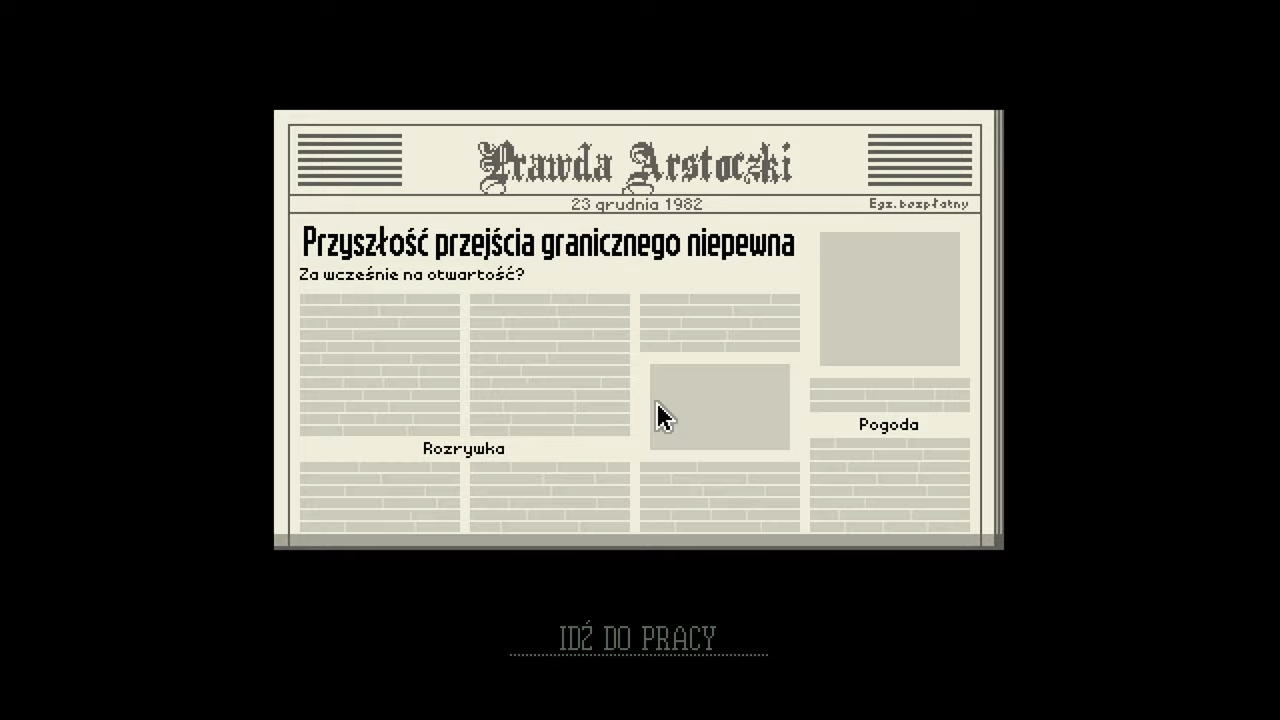 Prawda Arstoczki
23 grudnia 1982
Egz. bezpłatny
Przyszłość przejścia granicznego niepewna
Za wcześnie na otwartość?
Pogoda
Rozrywka
IDŹ DO PRACY